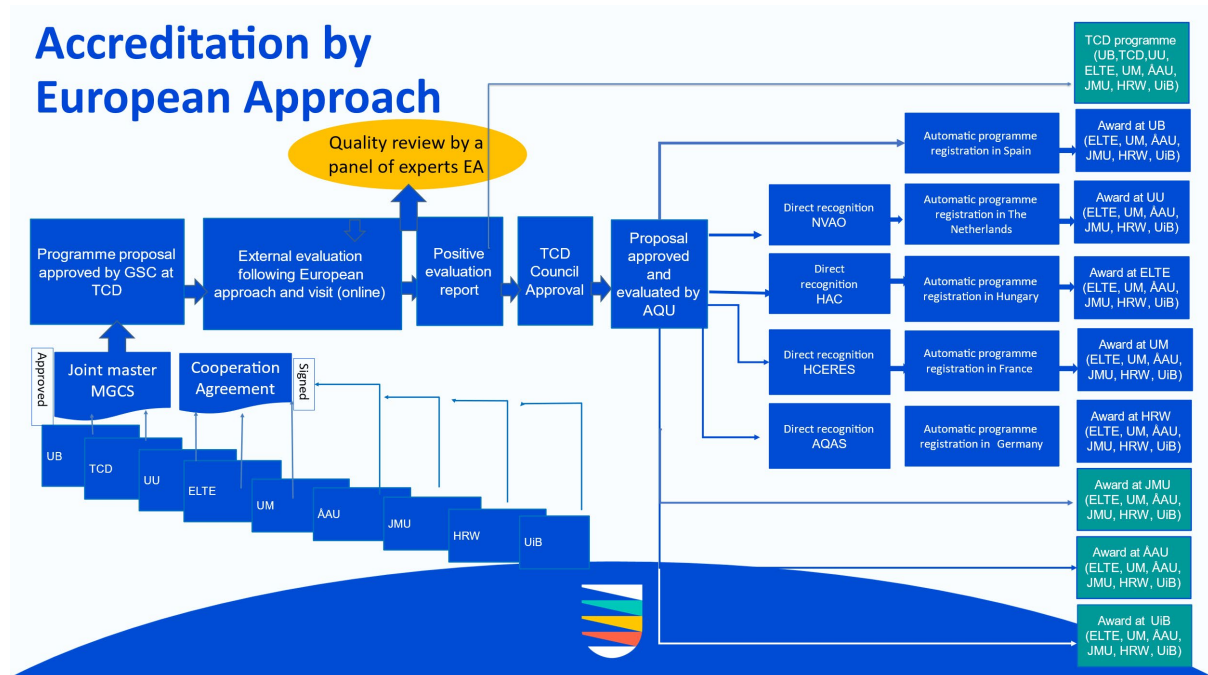 Accreditation by
European Approach
Quality review by a
panel of experts EA
Programme proposal
approved by GSC at
TCD
External evaluation
following European
approach and visit (online)
Positive
evaluation
report
TCD
Council
Approval
Proposal
approved and
evaluated by
AQU
Approved
Joint master
MGCS
Cooperation
Agreement
Signed
UB
TCD
UU
ELTE
UM
ÅAU
JMU
HRW
UiB
TCD programme
(UB,TCD,UU,
ELTE, UM, ÅAU,
JMU, HRW, UiB)
Automatic programme
registration in Spain
Award at UB
(ELTE, UM, ÅAU,
JMU, HRW, UiB)
Direct recognition
NVAO
Automatic programme
registration in The
Netherlands
Award at UU
(ELTE, UM, ÅAU,
JMU, HRW, UiB)
Direct
recognition
HAC
Automatic programme
registration in Hungary
Award at ELTE
(ELTE, UM, ÅAU,
JMU, HRW, UiB)
Direct recognition
HCERES
Automatic programme
registration in France
Award at UM
(ELTE, UM, ÅAU,
JMU, HRW, UiB)
Direct recognition
AQAS
Automatic programme
registration in Germany
Award at HRW
(ELTE, UM, ÅAU,
JMU, HRW, UiB)
Award at JMU
(ELTE, UM, ÅAU,
JMU, HRW, UiB)
Award at ÅAU
(ELTE, UM, ÅAU,
JMU, HRW, UiB)
Award at UiB
(ELTE, UM, ÅAU,
JMU, HRW, UiB)